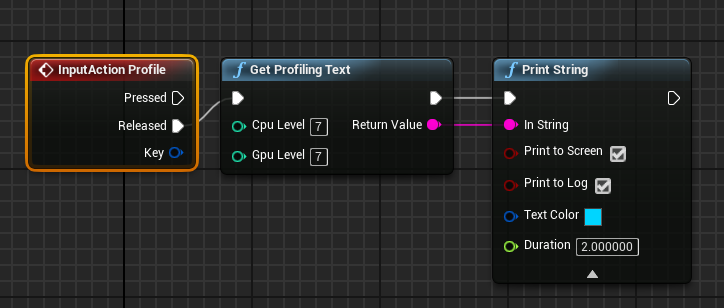 InputAction Profile
Pressed
Released
Key
f Get Profiling Text
Cpu Level 7
Return Value
Gpu Level 7
f Print String
In String
Print to Screen
Print to Log
Text Color
Duration 2.000000